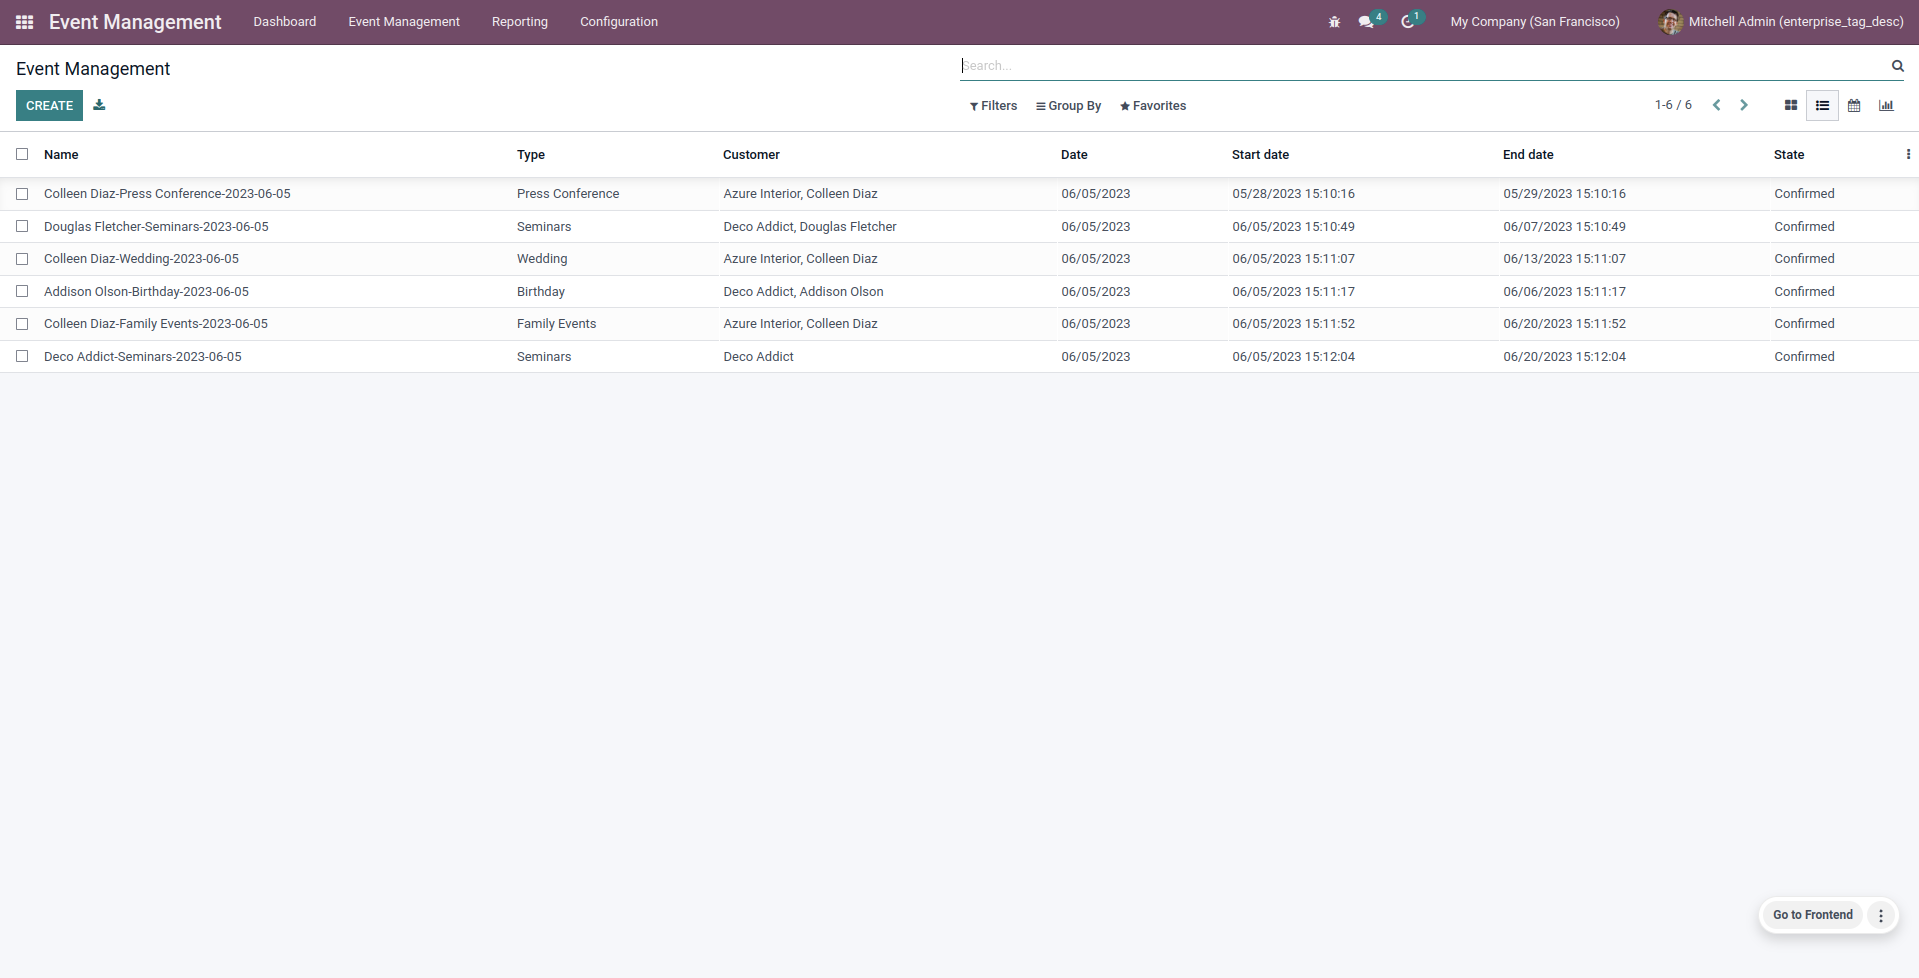 Event Management Dashboard Event Management Reporting Configuration 4 1 My Company (San Francisco) Mitchell Admin (enterprise_tag_desc)
Event Management Search...
CREATE Filters Group By Favorites 1-6 / 6
Name Type Customer Date Start date End date State
Colleen Diaz-Press Conference-2023-06-05 Press Conference Azure Interior, Colleen Diaz 06/05/2023 05/28/2023 15:10:16 05/29/2023 15:10:16 Confirmed
Douglas Fletcher-Seminars-2023-06-05 Seminars Deco Addict, Douglas Fletcher 06/05/2023 06/05/2023 15:10:49 06/07/2023 15:10:49 Confirmed
Colleen Diaz-Wedding-2023-06-05 Wedding Azure Interior, Colleen Diaz 06/05/2023 06/05/2023 15:11:07 06/13/2023 15:11:07 Confirmed
Addison Olson-Birthday-2023-06-05 Birthday Deco Addict, Addison Olson 06/05/2023 06/05/2023 15:11:17 06/06/2023 15:11:17 Confirmed
Colleen Diaz-Family Events-2023-06-05 Family Events Azure Interior, Colleen Diaz 06/05/2023 06/05/2023 15:11:52 06/20/2023 15:11:52 Confirmed
Deco Addict-Seminars-2023-06-05 Seminars Deco Addict 06/05/2023 06/05/2023 15:12:04 06/20/2023 15:12:04 Confirmed
Go to Frontend